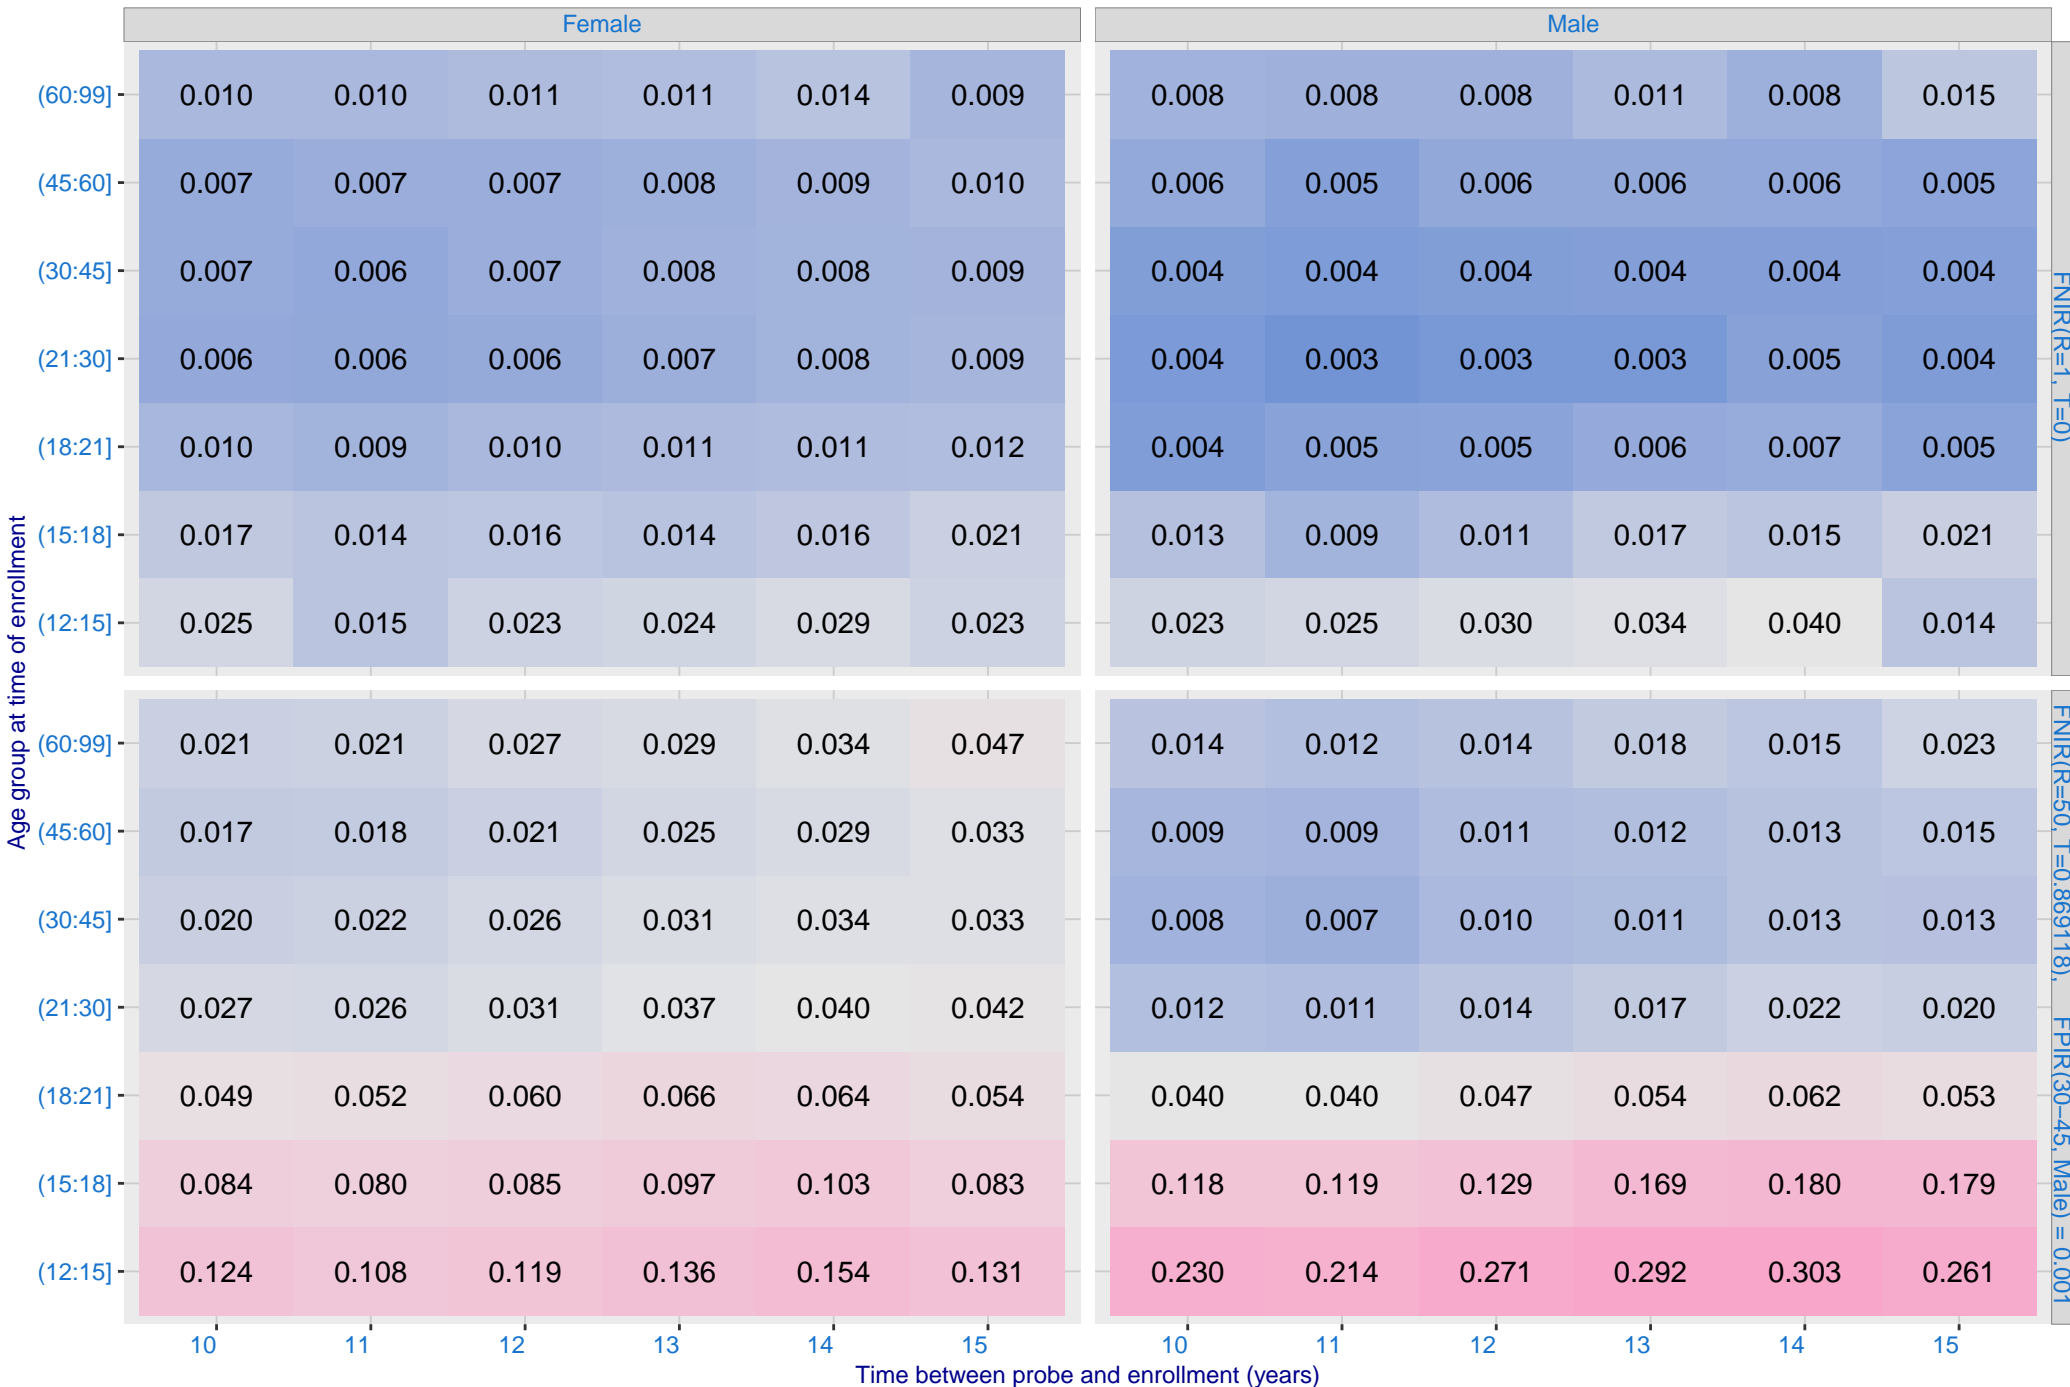 Female Male
(60:99] 0.010 0.010 0.011 0.011 0.014 0.009 0.008 0.008 0.008 0.011 0.008 0.015
(45:60] 0.007 0.007 0.007 0.008 0.009 0.010 0.006 0.005 0.006 0.006 0.006 0.005
(30:45] 0.007 0.006 0.007 0.008 0.008 0.009 0.004 0.004 0.004 0.004 0.004 0.004
(21:30] 0.006 0.006 0.006 0.007 0.008 0.009 0.004 0.003 0.003 0.003 0.005 0.004
(18:21] 0.010 0.009 0.010 0.011 0.011 0.012 0.004 0.005 0.005 0.006 0.007 0.005
(15:18] 0.017 0.014 0.016 0.014 0.016 0.021 0.013 0.009 0.011 0.017 0.015 0.021
(12:15] 0.025 0.015 0.023 0.024 0.029 0.023 0.023 0.025 0.030 0.034 0.040 0.014
FNIR(R=1, T=0)
Age group at time of enrollment
(60:99] 0.021 0.021 0.027 0.029 0.034 0.047 0.014 0.012 0.014 0.018 0.015 0.023
(45:60] 0.017 0.018 0.021 0.025 0.029 0.033 0.009 0.009 0.011 0.012 0.013 0.015
(30:45] 0.020 0.022 0.026 0.031 0.034 0.033 0.008 0.007 0.010 0.011 0.013 0.013
(21:30] 0.027 0.026 0.031 0.037 0.040 0.042 0.012 0.011 0.014 0.017 0.022 0.020
(18:21] 0.049 0.052 0.060 0.066 0.064 0.054 0.040 0.040 0.047 0.054 0.062 0.053
(15:18] 0.084 0.080 0.085 0.097 0.103 0.083 0.118 0.119 0.129 0.169 0.180 0.179
(12:15] 0.124 0.108 0.119 0.136 0.154 0.131 0.230 0.214 0.271 0.292 0.303 0.261
FNIR(R=50, T=0.869118), FPIR(30−45, Male) = 0.001
10 11 12 13 14 15 10 11 12 13 14 15
Time between probe and enrollment (years)